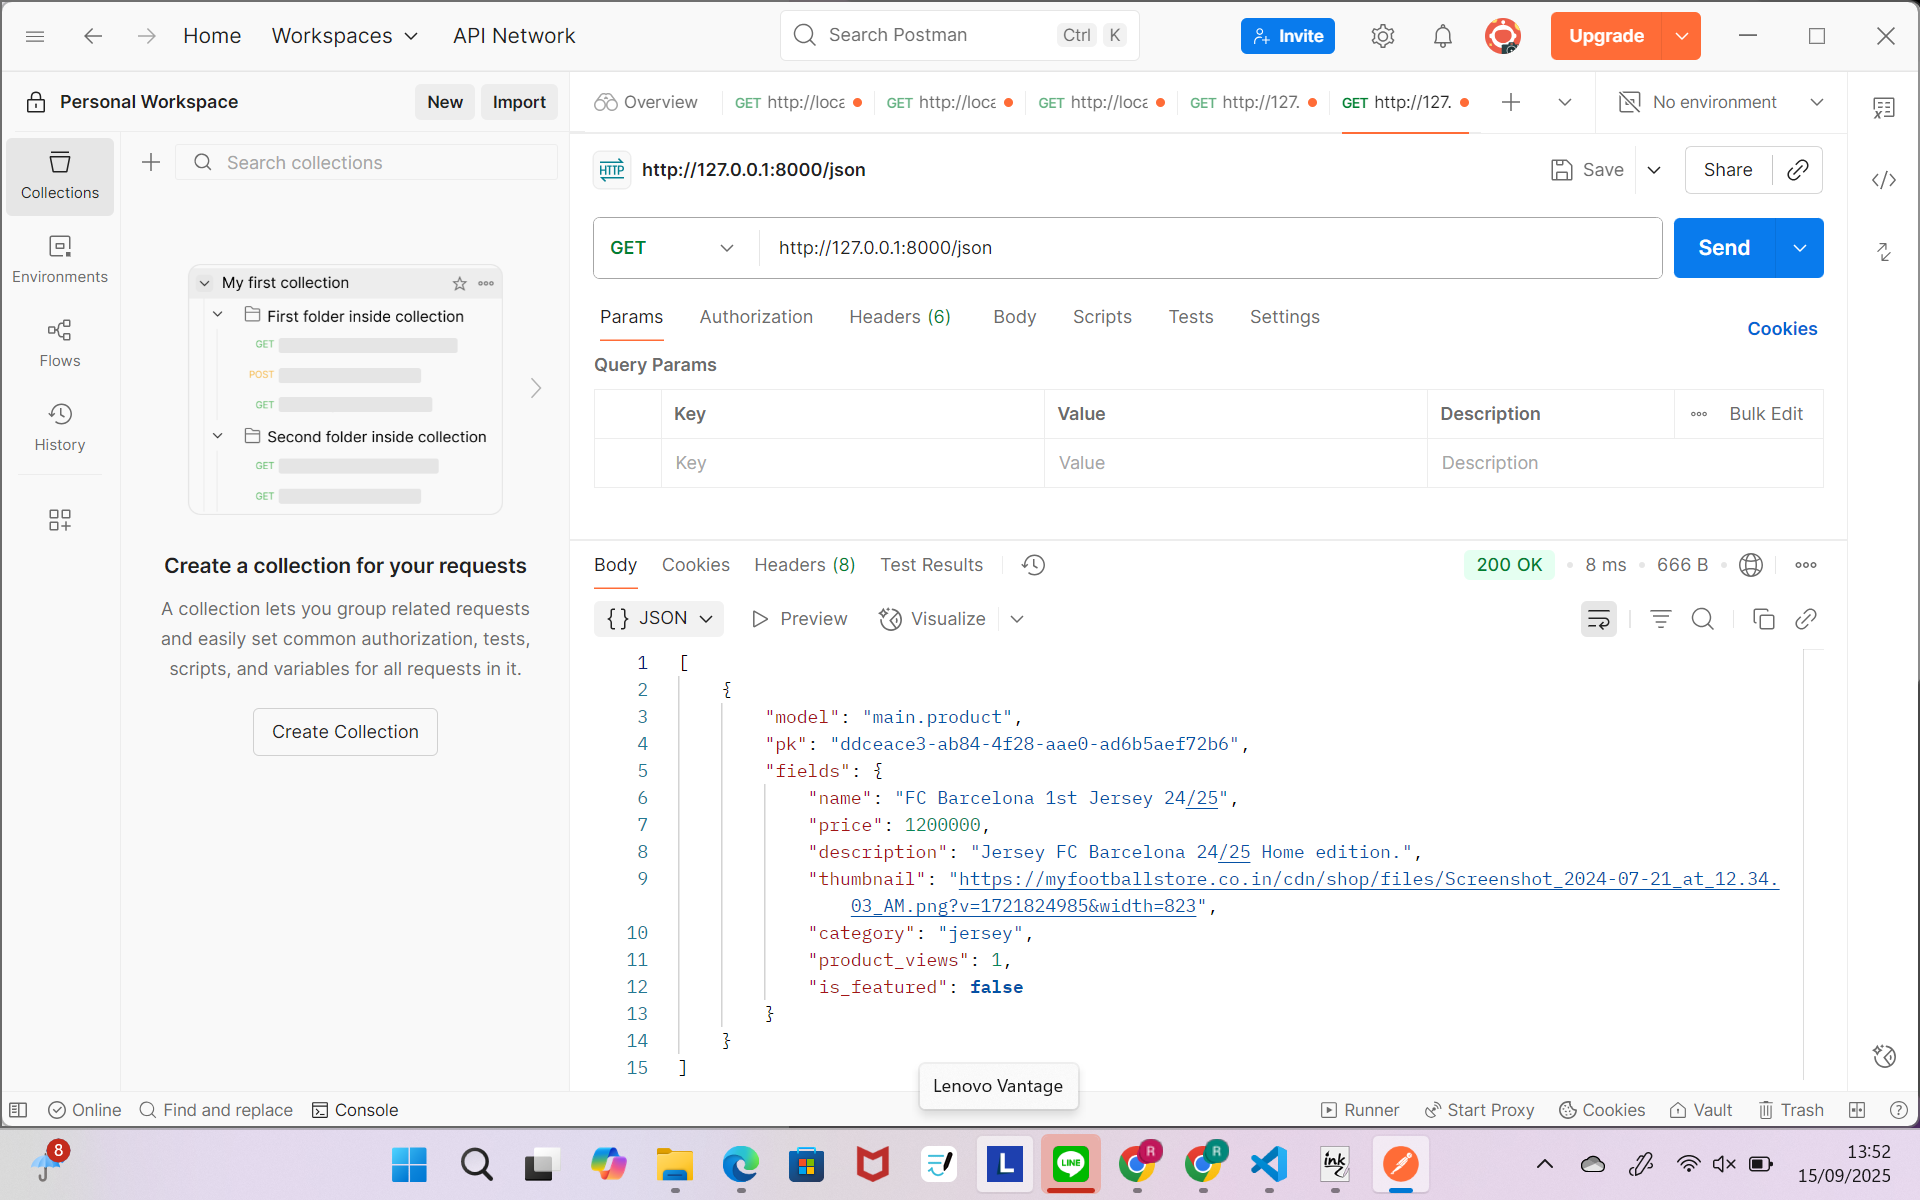 Home
Workspaces
API Network
Search Postman
Ctrl K
Invite
Upgrade
Personal Workspace
New
Import
Overview
GET http://loca
GET http://loca
GET http://loca
GET http://127.
GET http://127.
No environment
Collections
Environments
Flows
History
Search collections
My first collection
First folder inside collection
GET
POST
GET
Second folder inside collection
GET
GET
Create a collection for your requests
A collection lets you group related requests
and easily set common authorization, tests,
scripts, and variables for all requests in it.
Create Collection
HTTP http://127.0.0.1:8000/json
Save
Share
GET http://127.0.0.1:8000/json
Send
Params Authorization Headers (6) Body Scripts Tests Settings
Cookies
Query Params
Key Value Description Bulk Edit
Key Value Description
Body Cookies Headers (8) Test Results
200 OK 8 ms 666 B
{} JSON Preview Visualize
1 [
2 {
3 "model": "main.product",
4 "pk": "ddceace3-ab84-4f28-aae0-ad6b5aef72b6",
5 "fields": {
6 "name": "FC Barcelona 1st Jersey 24/25",
7 "price": 1200000,
8 "description": "Jersey FC Barcelona 24/25 Home edition.",
9 "thumbnail": "https://myfootballstore.co.in/cdn/shop/files/Screenshot_2024-07-21_at_12.34.
03_AM.png?v=1721824985&width=823",
10 "category": "jersey",
11 "product_views": 1,
12 "is_featured": false
13 }
14 }
15 ]
Lenovo Vantage
Online Find and replace Console
Runner Start Proxy Cookies Vault Trash
8
L
LINE
R
R
ink
13:52
15/09/2025